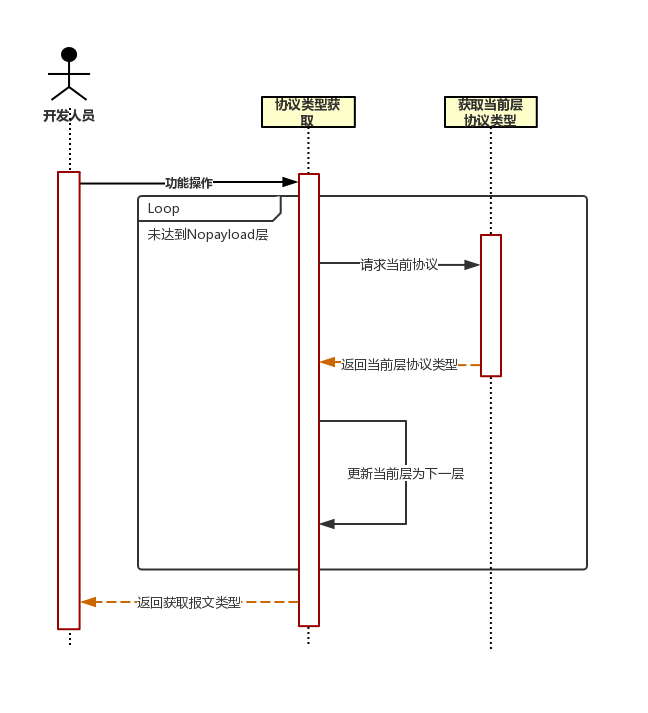 开发人员
协议类型获
取
获取当前层
协议类型
功能操作
Loop
未达到Nopayload层
请求当前协议
返回当前层协议类型
更新当前层为下一层
返回获取报文类型